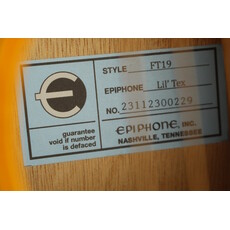 STYLE FT19
EPIPHONE Lil' Tex
NO. 23112300229
guarantee
void if number
is defaced
EPIPHONE, INC.
NASHVILLE, TENNESSEE